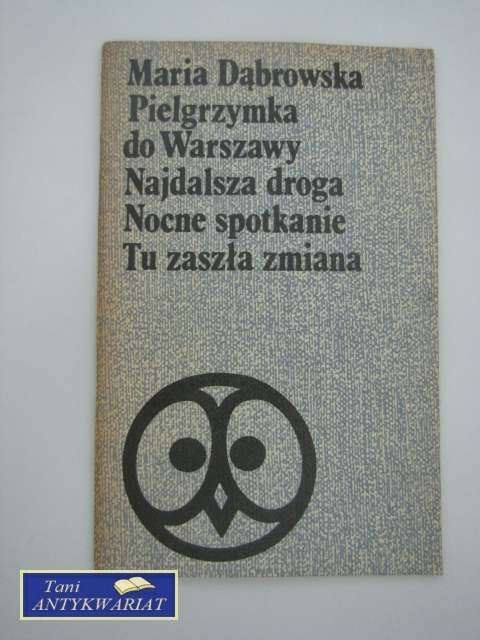 Maria Dąbrowska
Pielgrzymka
do Warszawy
Najdalsza droga
Nocne spotkanie
Tu zaszła zmiana
Tani
ANTYKWARIAT